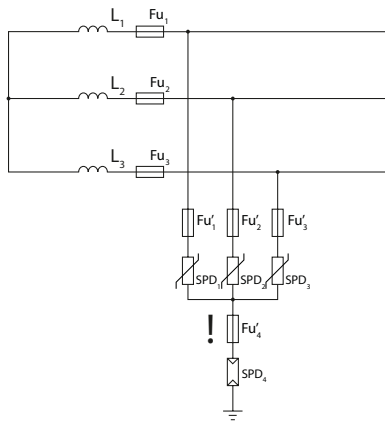 L₁ Fu₁
L₂ Fu₂
L₃ Fu₃
Fu'₁ Fu'₂ Fu'₃
SPD₁ SPD₂ SPD₃
! Fu'₄
SPD₄